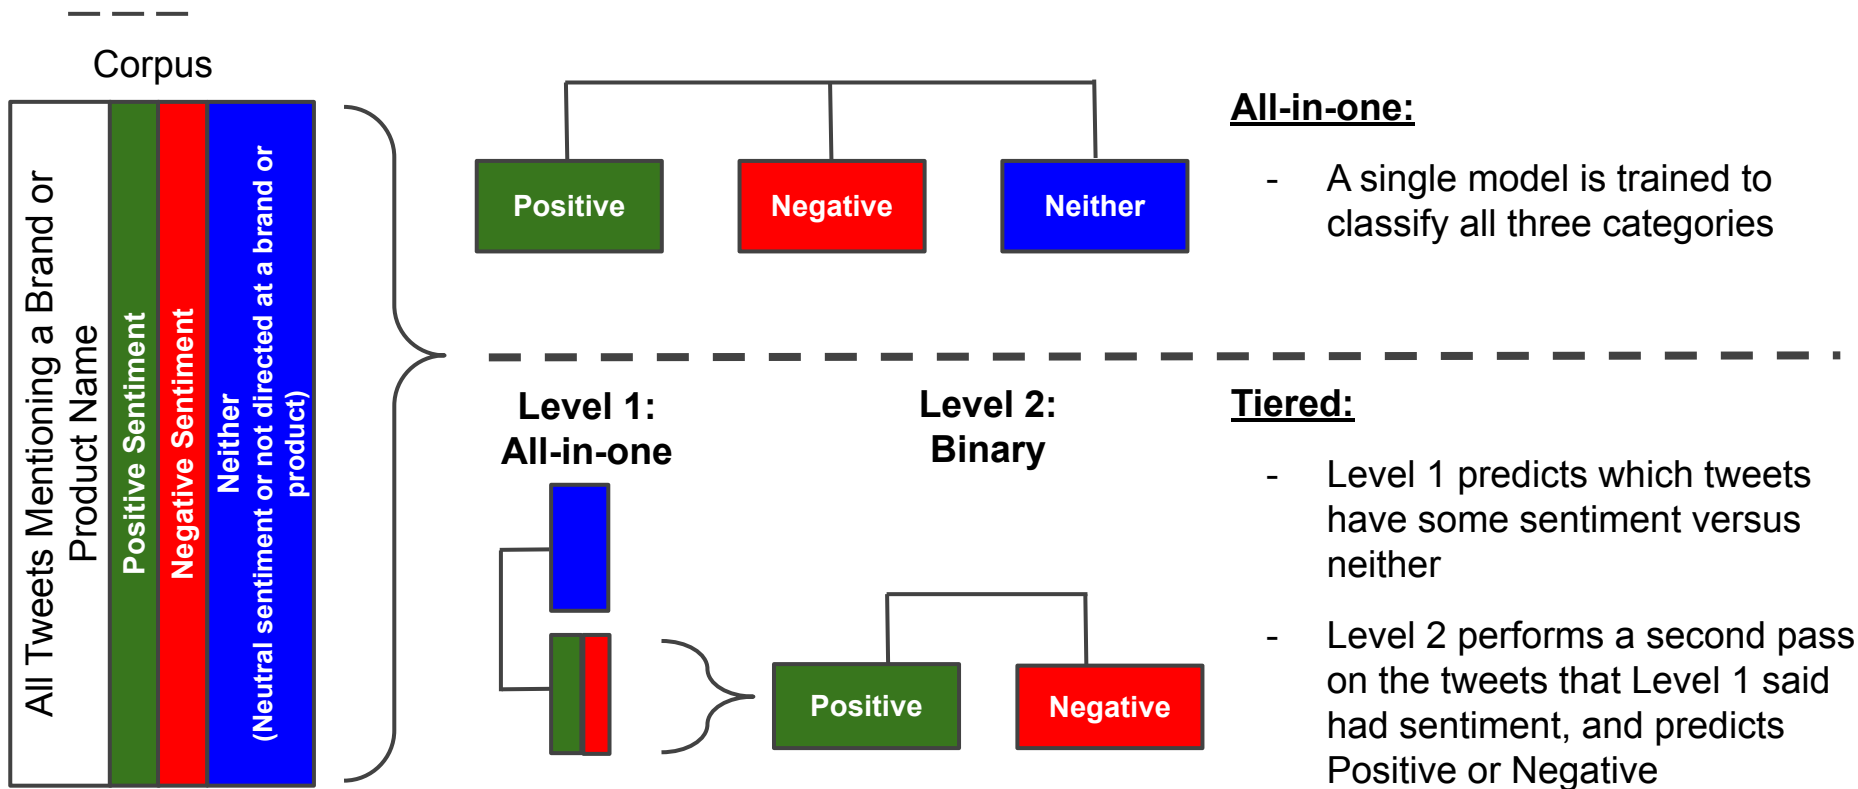 Corpus
All Tweets Mentioning a Brand or
Product Name
Positive Sentiment
Negative Sentiment
Neither
(Neutral sentiment or not directed at a brand or
product)
Positive
Negative
Neither
All-in-one:
- A single model is trained to
classify all three categories
Level 1:
All-in-one
Level 2:
Binary
Positive
Negative
Tiered:
- Level 1 predicts which tweets
have some sentiment versus
neither
- Level 2 performs a second pass
on the tweets that Level 1 said
had sentiment, and predicts
Positive or Negative